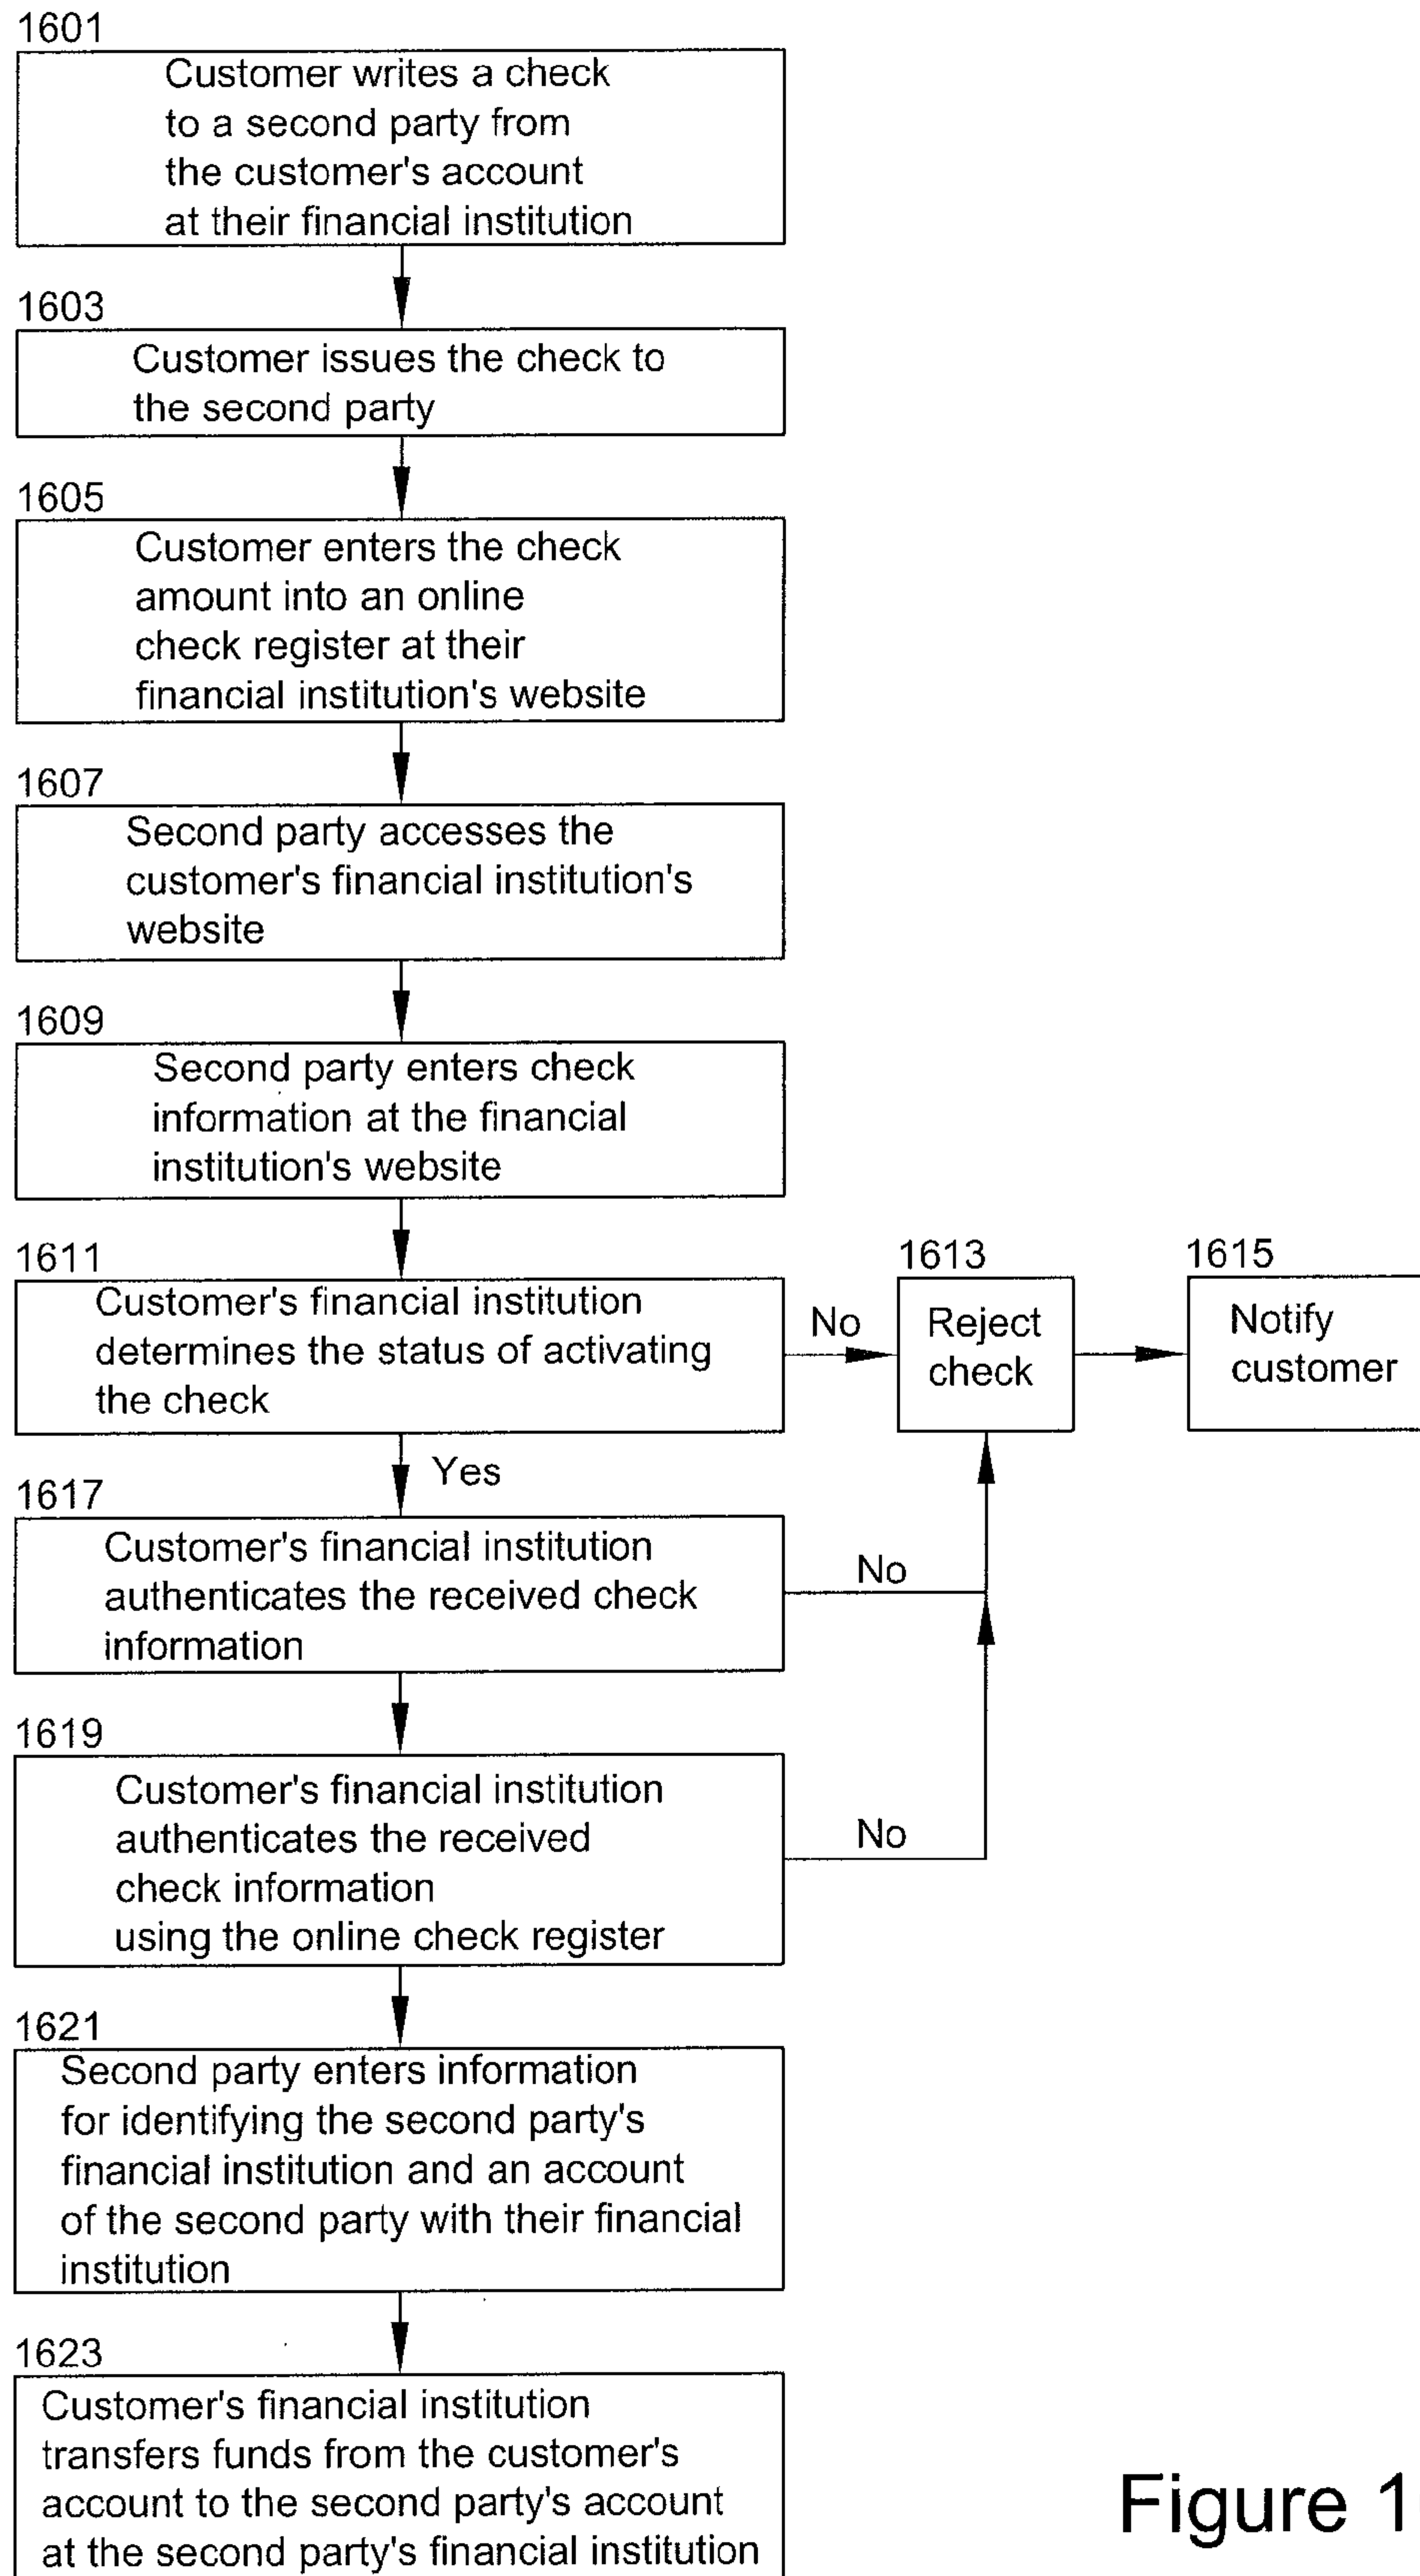 1601
Customer writes a check
to a second party from
the customer's account
at their financial institution
1603
Customer issues the check to
the second party
1605
Customer enters the check
amount into an online
check register at their
financial institution's website
1607
Second party accesses the
customer's financial institution's
website
1609
Second party enters check
information at the financial
institution's website
1611
Customer's financial institution
determines the status of activating
the check
No
1613
Reject
check
1615
Notify
customer
Yes
1617
Customer's financial institution
authenticates the received check
information
No
1619
Customer's financial institution
authenticates the received
check information
using the online check register
No
1621
Second party enters information
for identifying the second party's
financial institution and an account
of the second party with their financial
institution
1623
Customer's financial institution
transfers funds from the customer's
account to the second party's account
at the second party's financial institution
Figure 1